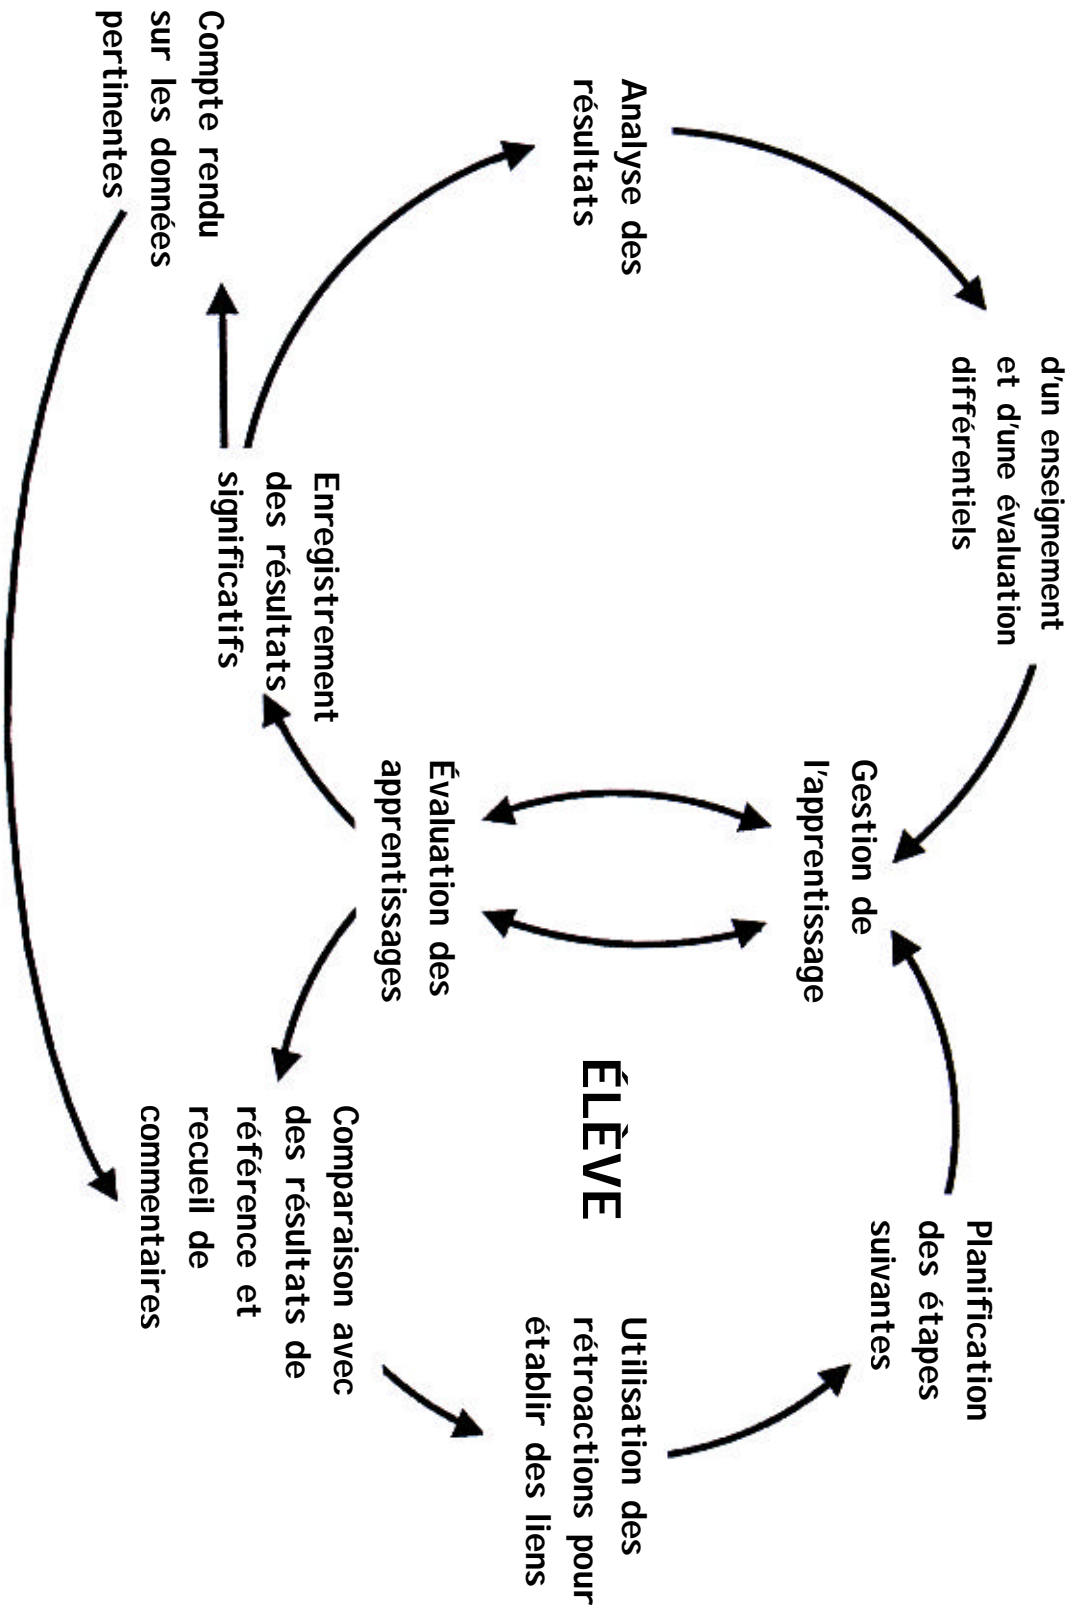 d'un enseignement
et d'une évaluation
différentiels
Analyse des
résultats
Compte rendu
sur les données
pertinentes
Enregistrement
des résultats
significatifs
Gestion de
l'apprentissage
Évaluation des
apprentissages
ÉLÈVE
Planification
des étapes
suivantes
Utilisation des
rétroactions pour
établir des liens
Comparaison avec
des résultats de
référence et
recueil de
commentaires